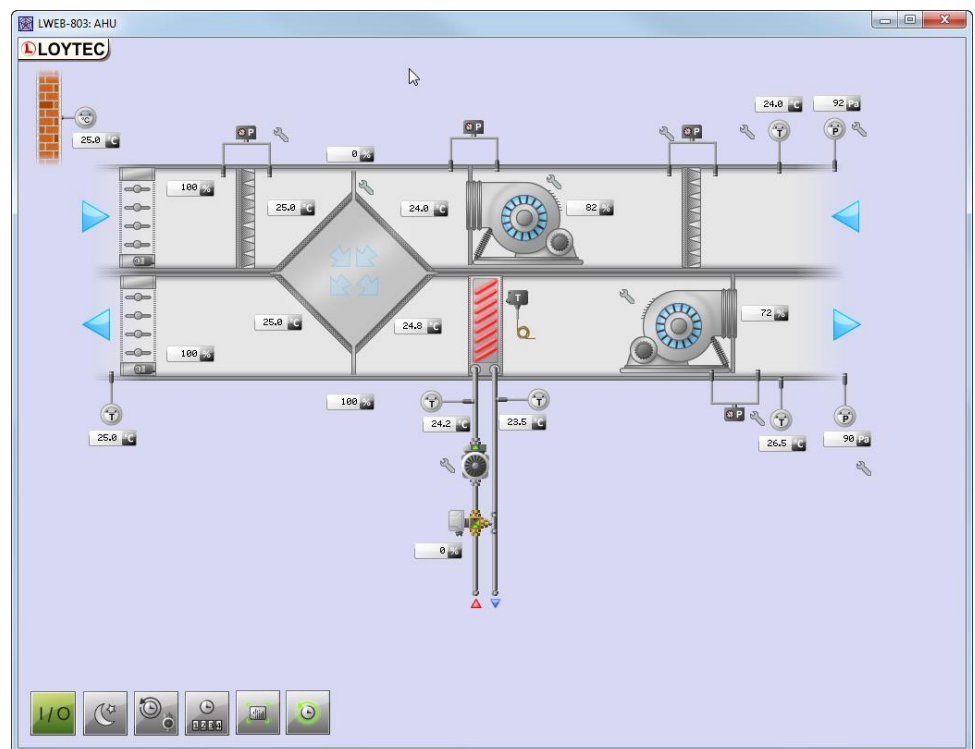 LWEB-803: AHU
LOYTEC
24.0 °C
92 Pa
°C
25.0 °C
P
P
P
T
P
0 %
100 %
25.0 °C
24.0 °C
82 %
25.0 °C
24.8 °C
T
72 %
100 %
100 %
T
T
T
P
T
P
25.0 °C
24.2 °C
23.5 °C
26.5 °C
90 Pa
0 %
I/O
1234